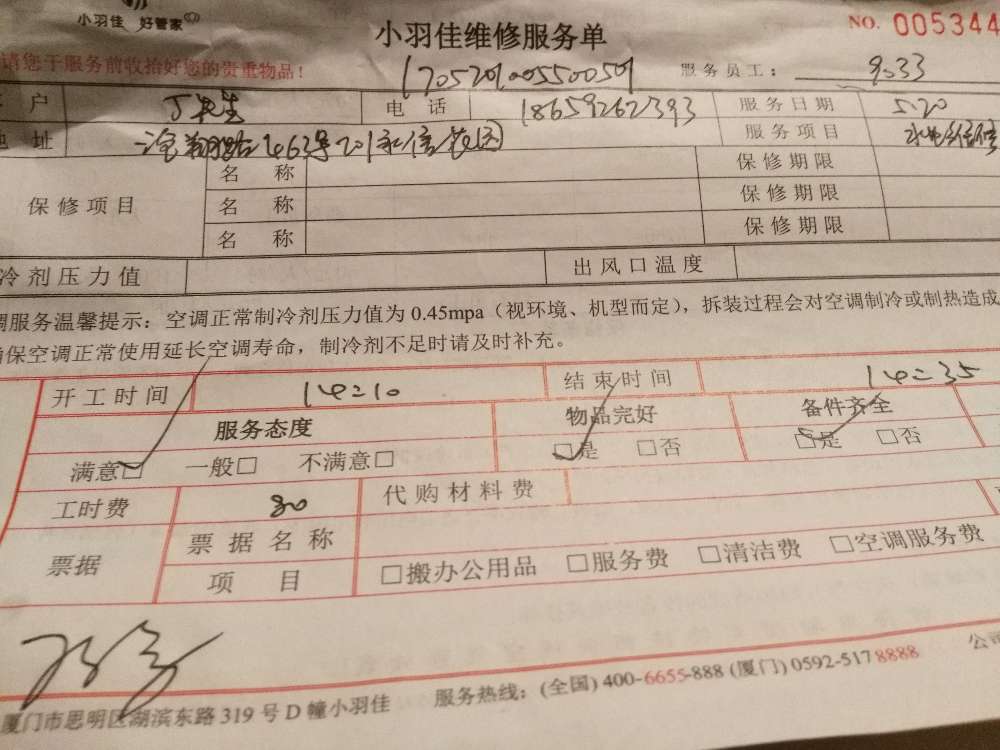 小羽佳 好管家
小羽佳维修服务单 NO. 005344
请您于服务前收拾好您的贵重物品! 服务员工: 9033
户 丁先生 电话 18659262393 服务日期 5.20
地址 463号201 花园 服务项目
保修项目 名称 保修期限
名称 保修期限
名称 保修期限
冷剂压力值 出风口温度
调服务温馨提示:空调正常制冷剂压力值为0.45mpa(视环境、机型而定),拆装过程会对空调制冷或制热造成
确保空调正常使用延长空调寿命,制冷剂不足时请及时补充。
开工时间 14:10 结束时间 14:35
服务态度 物品完好 备件齐全
满意□ 一般□ 不满意□ □是 □否 □是 □否
工时费 80 代购材料费
票据 票据名称
项目 □搬办公用品 □服务费 □清洁费 □空调服务费
厦门市思明区湖滨东路319号D幢小羽佳 服务热线:(全国)400-6655-888(厦门)0592-5178888 公司